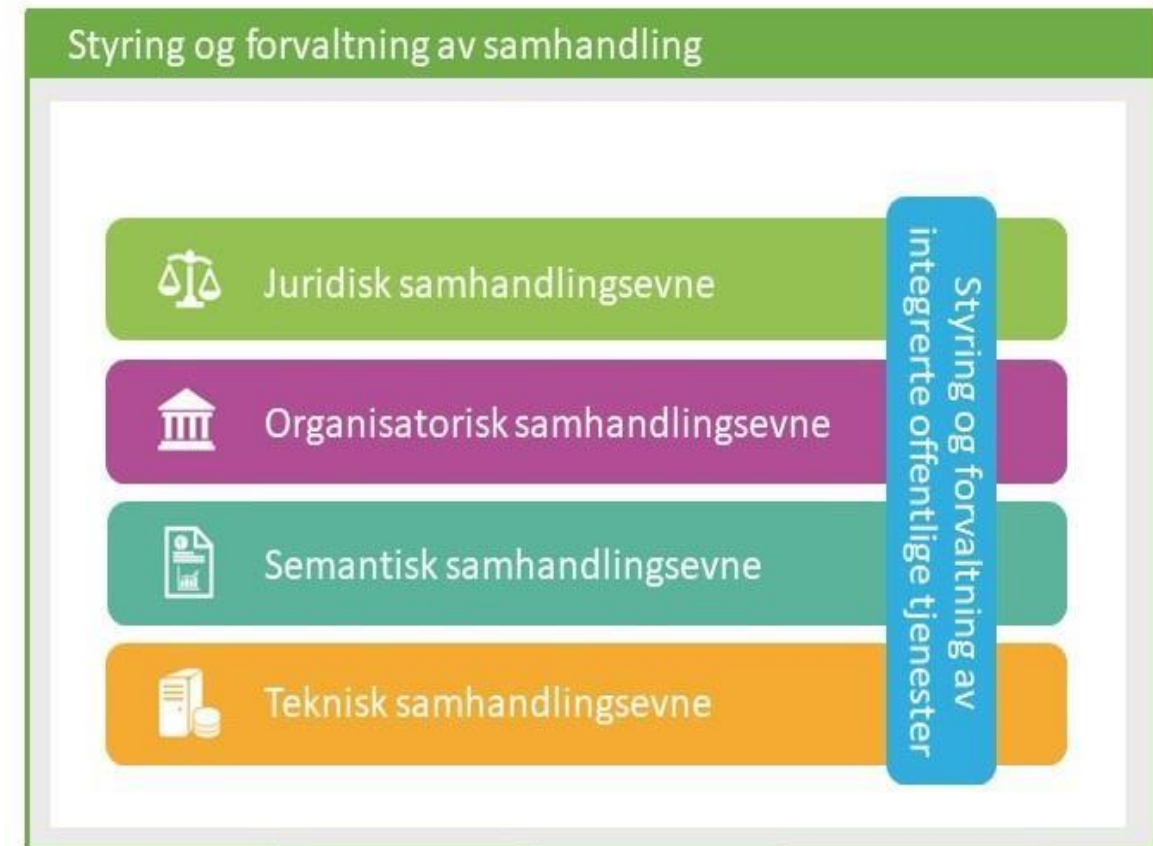 Styring og forvaltning av samhandling
Juridisk samhandlingsevne
Organisatorisk samhandlingsevne
Semantisk samhandlingsevne
Teknisk samhandlingsevne
Styring og forvaltning av
integrerte offentlige tjenester